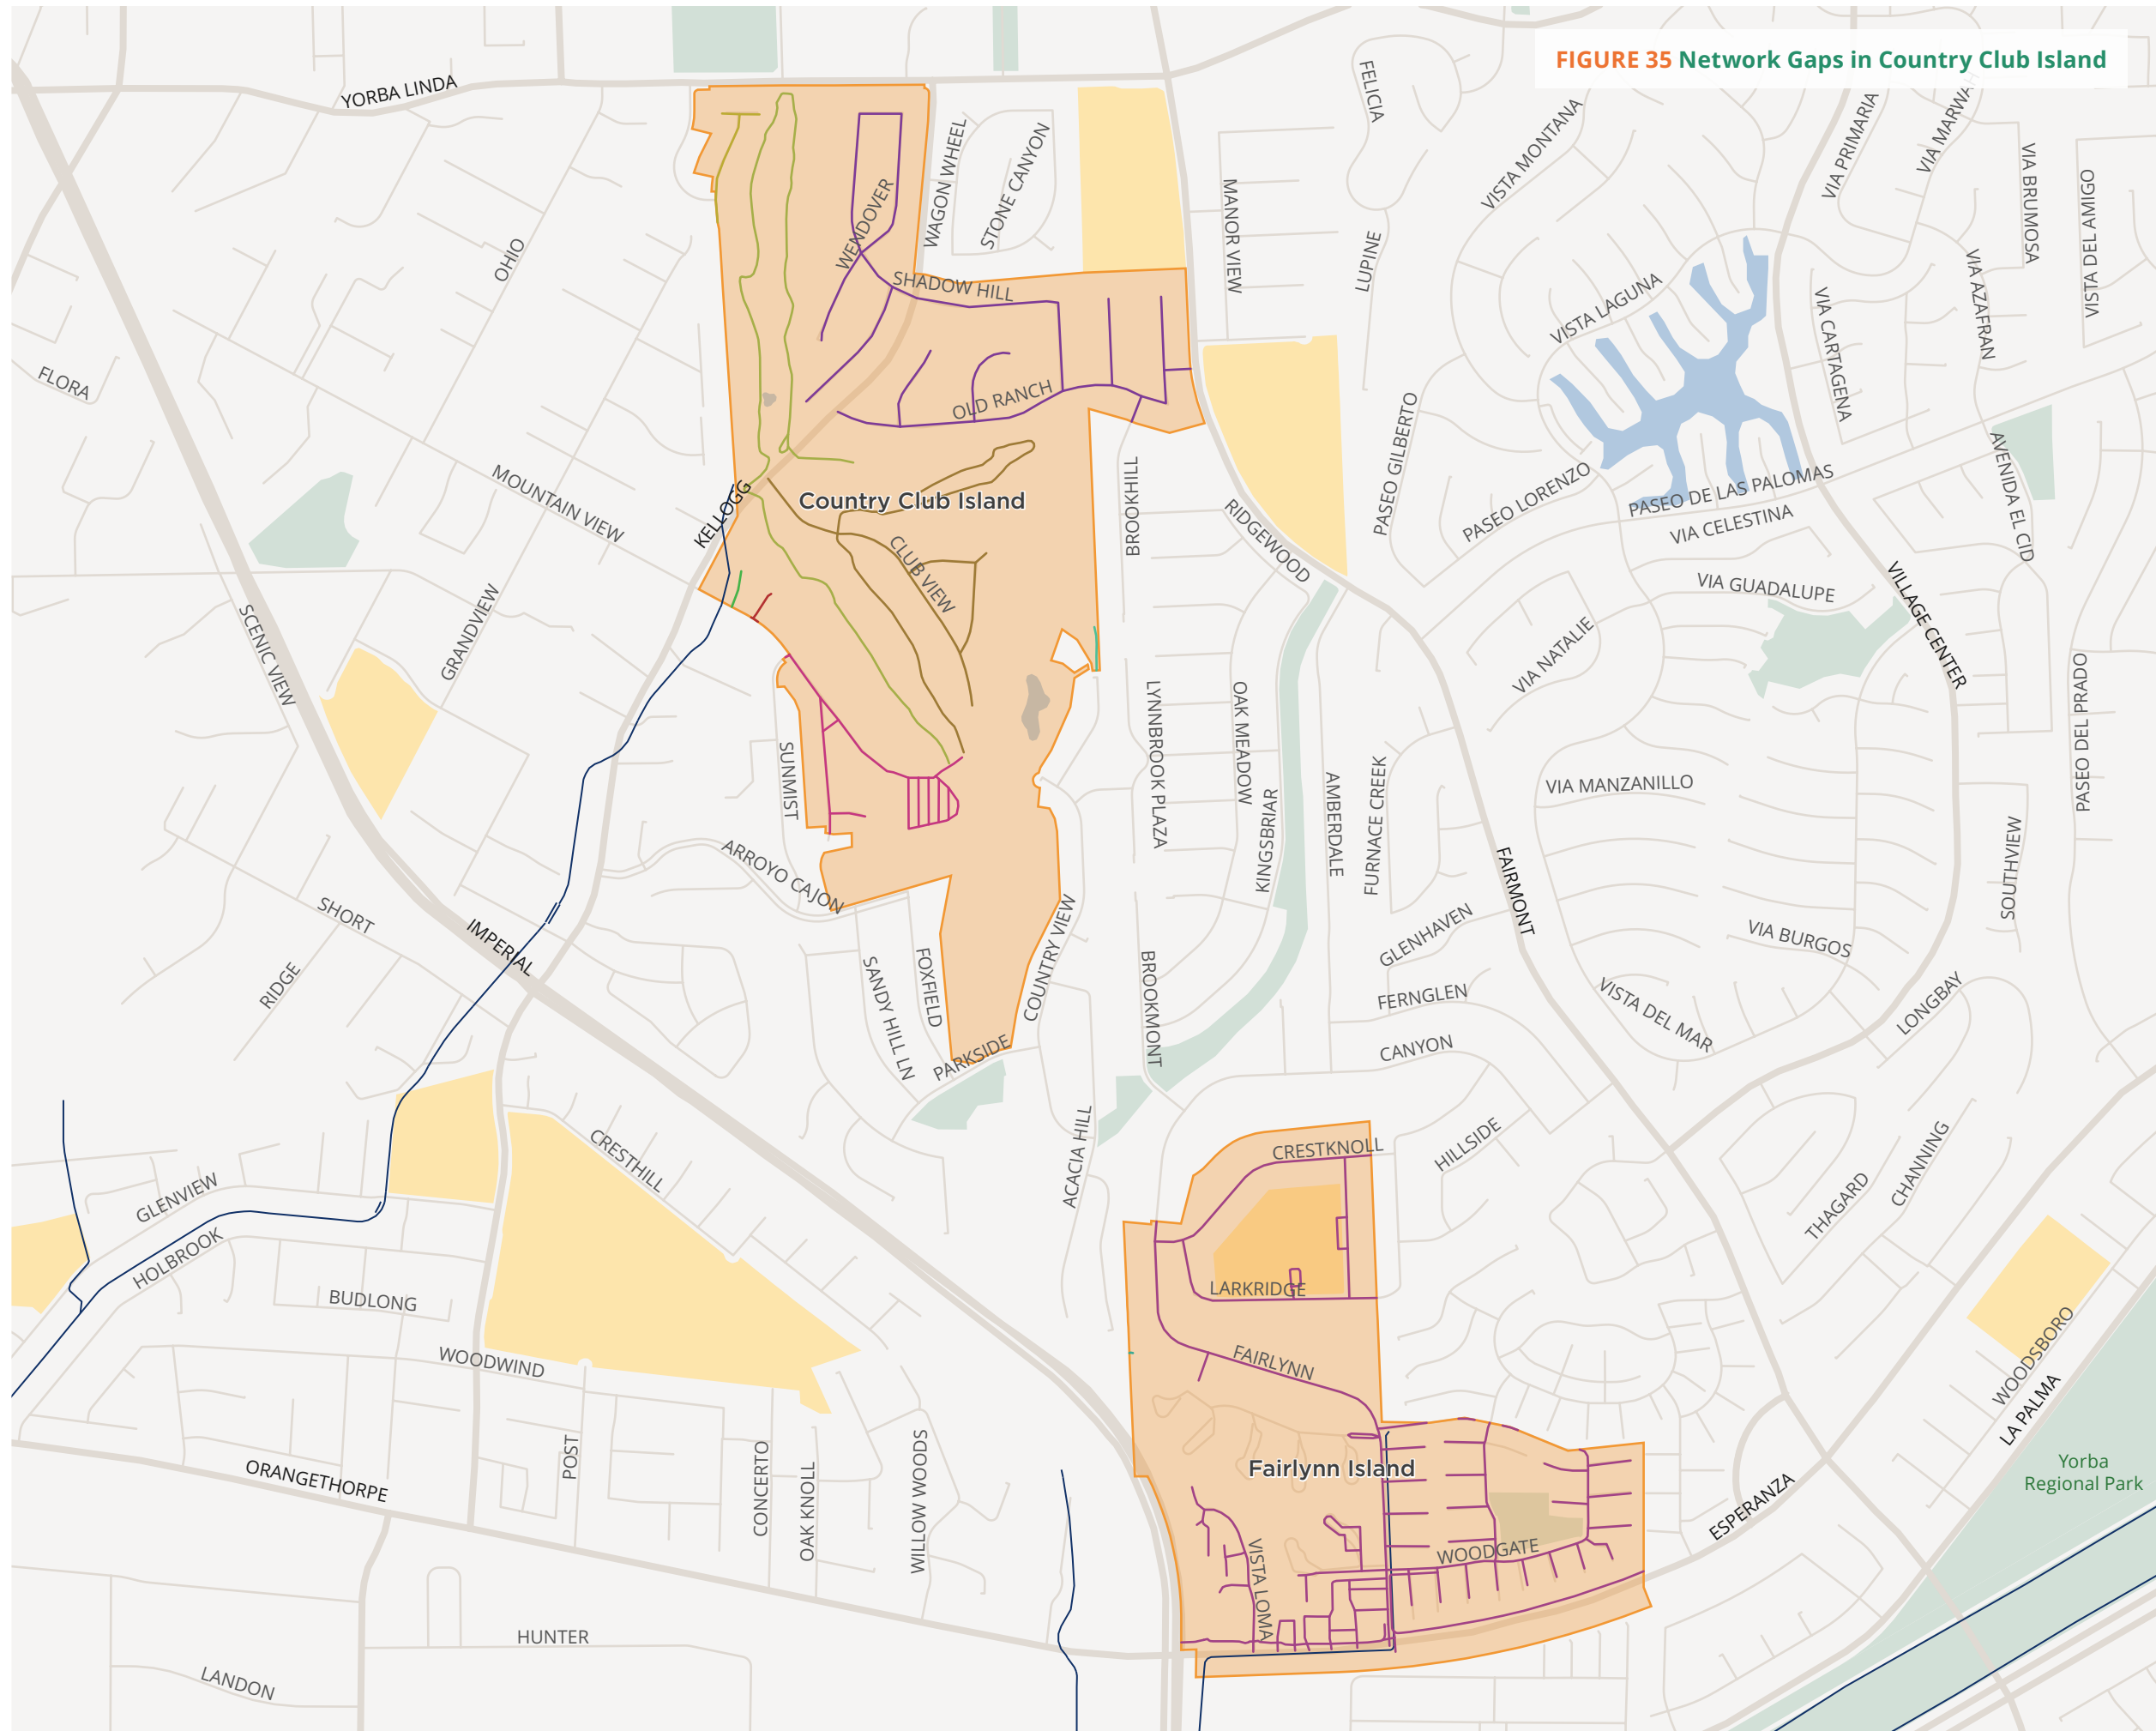 FIGURE 35 Network Gaps in Country Club Island
YORBA LINDA
FELICIA
VISTA MONTANA
VIA PRIMARIA
VIA MARWAH
VIA BRUMOSA
VISTA DEL AMIGO
WAGON WHEEL
STONE CANYON
MANOR VIEW
WENDOVER
OHIO
LUPINE
SHADOW HILL
VISTA LAGUNA
VIA CARTAGENA
VIA AZAFRAN
FLORA
OLD RANCH
PASEO GILBERTO
MOUNTAIN VIEW
KELLOGG
Country Club Island
BROOKHILL
RIDGEWOOD
PASEO LORENZO
PASEO DE LAS PALOMAS
VIA CELESTINA
AVENIDA EL CID
CLUB VIEW
VIA GUADALUPE
VILLAGE CENTER
SCENIC VIEW
GRANDVIEW
VIA NATALIE
SUNMIST
LYNNBROOK PLAZA
OAK MEADOW
KINGSBRIAR
AMBERDALE
FURNACE CREEK
VIA MANZANILLO
PASEO DEL PRADO
SOUTHVIEW
ARROYO CAJON
FAIRMONT
SHORT
IMPERIAL
RIDGE
SANDY HILL LN
FOXFIELD
COUNTRY VIEW
BROOKMONT
GLENHAVEN
FERNGLEN
CANYON
VIA BURGOS
VISTA DEL MAR
LONGBAY
PARKSIDE
ACACIA HILL
CRESTHILL
CRESTKNOLL
HILLSIDE
THAGARD
CHANNING
GLENVIEW
HOLBROOK
BUDLONG
LARKRIDGE
WOODWIND
FAIRLYNN
WOODSBORO
LA PALMA
POST
CONCERTO
OAK KNOLL
WILLOW WOODS
ORANGETHORPE
Fairlynn Island
Yorba
Regional Park
ESPERANZA
VISTA LOMA
WOODGATE
HUNTER
LANDON